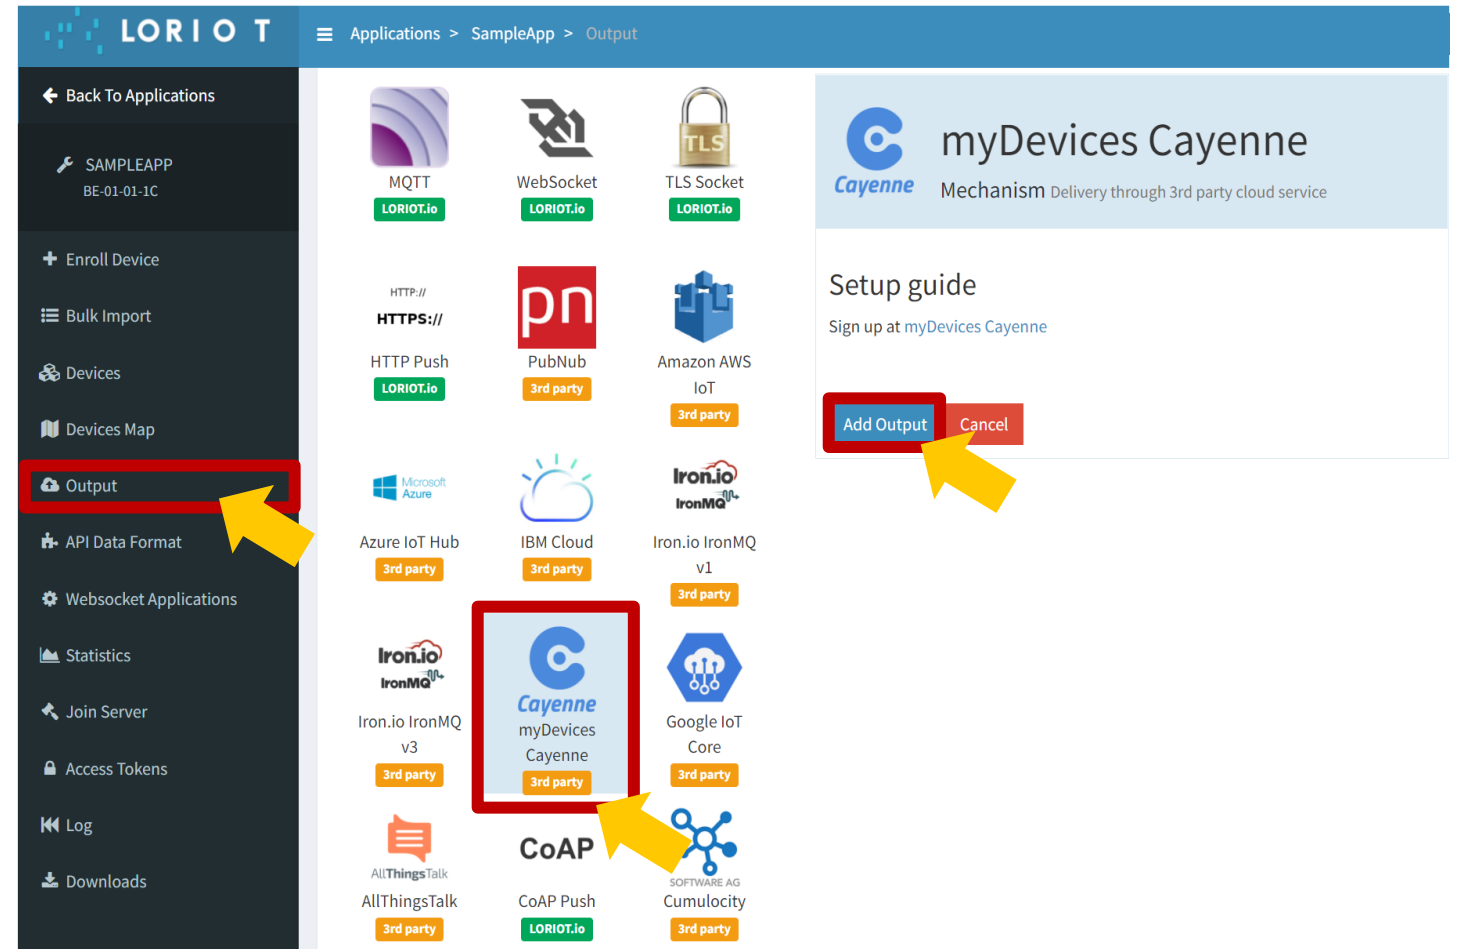 LORIOT
Applications > SampleApp > Output
Back To Applications
SAMPLEAPP
BE-01-01-1C
Enroll Device
Bulk Import
Devices
Devices Map
Output
API Data Format
Websocket Applications
Statistics
Join Server
Access Tokens
Log
Downloads
MQTT
LORIOT.io
WebSocket
LORIOT.io
TLS
TLS Socket
LORIOT.io
HTTP://
HTTPS://
HTTP Push
LORIOT.io
pn
PubNub
3rd party
Amazon AWS
IoT
3rd party
Microsoft
Azure
Azure IoT Hub
3rd party
IBM Cloud
3rd party
Iron.io
IronMQ
Iron.io IronMQ
v1
3rd party
Iron.io
IronMQ
Iron.io IronMQ
v3
3rd party
Cayenne
myDevices
Cayenne
3rd party
Google IoT
Core
3rd party
AllThingsTalk
AllThingsTalk
3rd party
CoAP
CoAP Push
LORIOT.io
SOFTWARE AG
Cumulocity
3rd party
Cayenne
myDevices Cayenne
Mechanism Delivery through 3rd party cloud service
Setup guide
Sign up at myDevices Cayenne
Add Output
Cancel